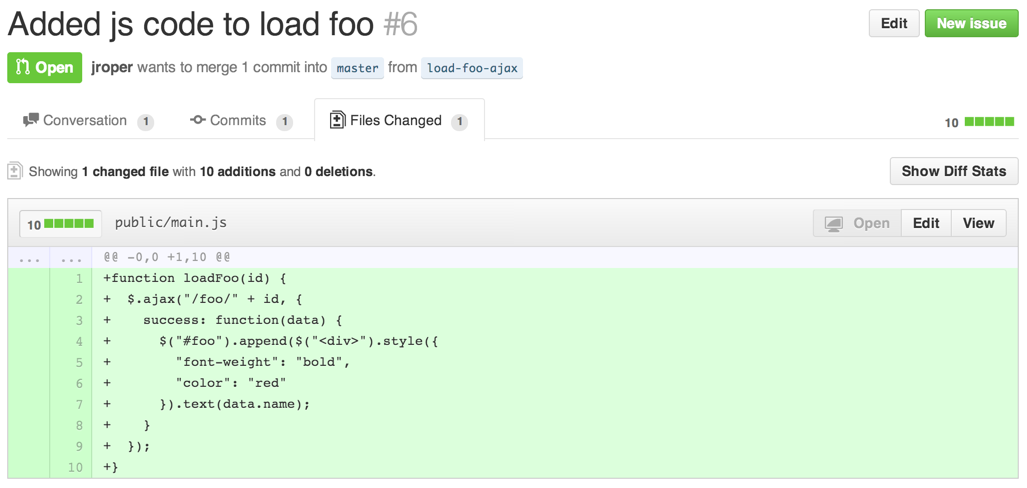 Added js code to load foo #6
Edit New issue
Open jroper wants to merge 1 commit into master from load-foo-ajax
Conversation 1 Commits 1 Files Changed 1 10
Showing 1 changed file with 10 additions and 0 deletions. Show Diff Stats
10 public/main.js Open Edit View
... ... @@ -0,0 +1,10 @@
1 +function loadFoo(id) {
2 +  $.ajax("/foo/" + id, {
3 +    success: function(data) {
4 +      $("#foo").append($("<div>").style({
5 +        "font-weight": "bold",
6 +        "color": "red"
7 +      }).text(data.name);
8 +    }
9 +  });
10 +}